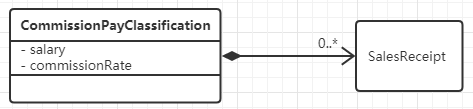 CommissionPayClassification
- salary
- commissionRate
0..*
SalesReceipt